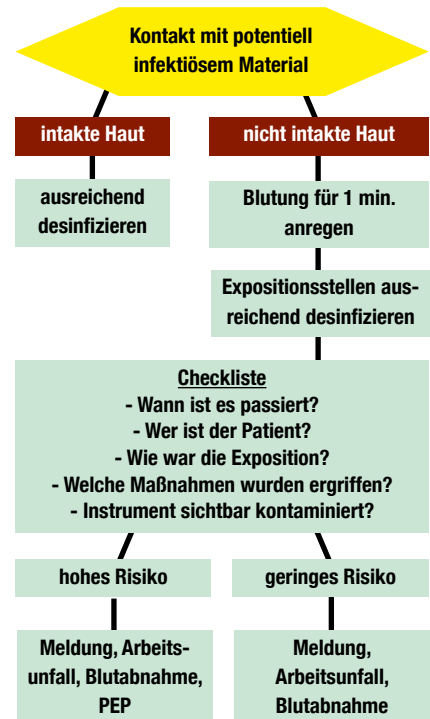 Kontakt mit potentiell
infektiösem Material
intakte Haut
nicht intakte Haut
ausreichend
desinfizieren
Blutung für 1 min.
anregen
Expositionsstellen aus-
reichend desinfizieren
Checkliste
- Wann ist es passiert?
- Wer ist der Patient?
- Wie war die Exposition?
- Welche Maßnahmen wurden ergriffen?
- Instrument sichtbar kontaminiert?
hohes Risiko
geringes Risiko
Meldung, Arbeits-
unfall, Blutabnahme,
PEP
Meldung,
Arbeitsunfall,
Blutabnahme